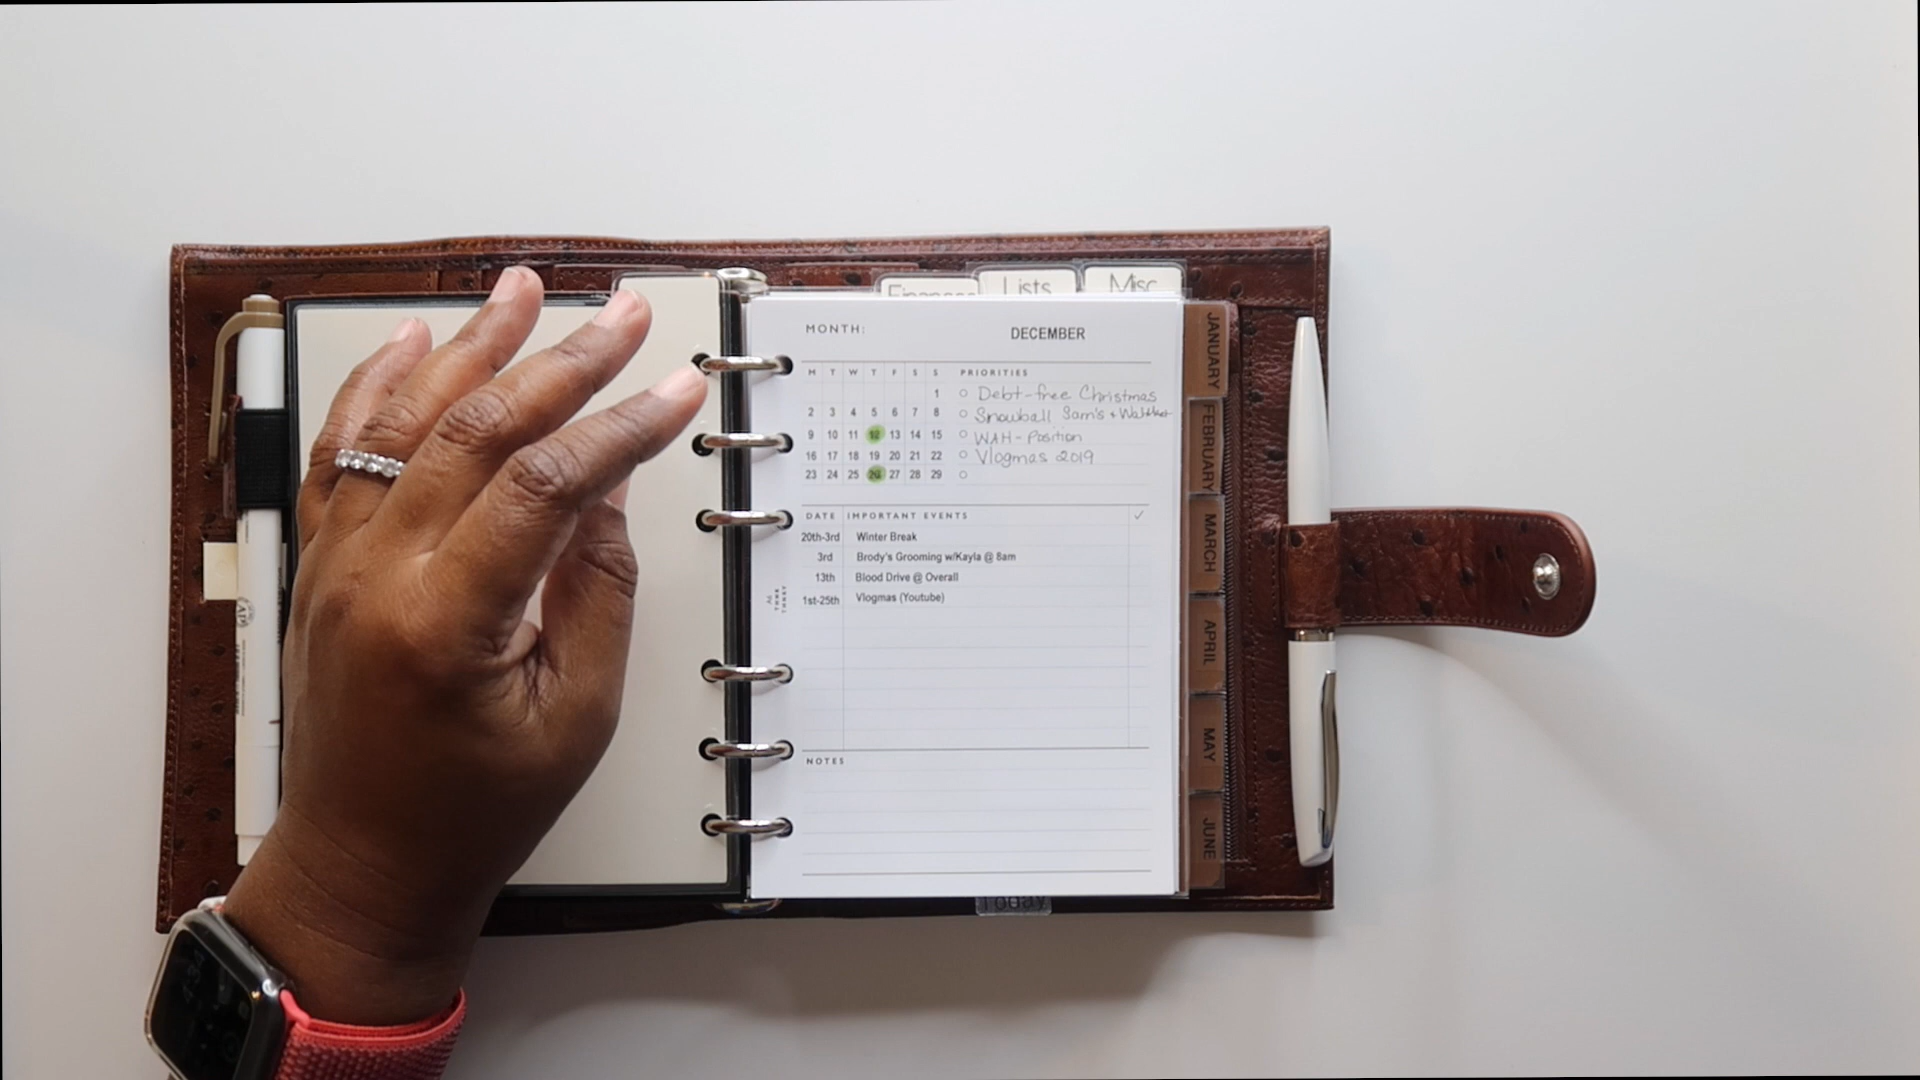 Finances
Lists
Misc
MONTH:
DECEMBER
M T W T F S S
1
2 3 4 5 6 7 8
9 10 11 12 13 14 15
16 17 18 19 20 21 22
23 24 25 26 27 28 29
PRIORITIES
Debt-free Christmas
Snowball Sam's +
WAH-Position
Vlogmas 2019
DATE IMPORTANT EVENTS ✓
20th-3rd Winter Break
3rd Brody's Grooming w/Kayla @ 8am
13th Blood Drive @ Overall
1st-25th Vlogmas (Youtube)
NOTES
JANUARY
FEBRUARY
MARCH
APRIL
MAY
JUNE
Today